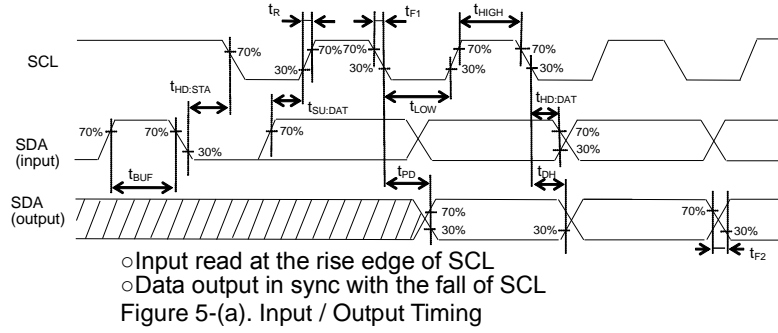 tR tF1 tHIGH
SCL 70% 70% 70% 70% 70%
30% 30% 30% 30%
tHD:STA tSU:DAT tLOW tHD:DAT
SDA
(input)
70% 70% 70% 70%
30% 30%
tBUF tPD tDH
SDA
(output)
70% 70%
30% 30% 30%
tF2
○Input read at the rise edge of SCL
○Data output in sync with the fall of SCL
Figure 5-(a). Input / Output Timing